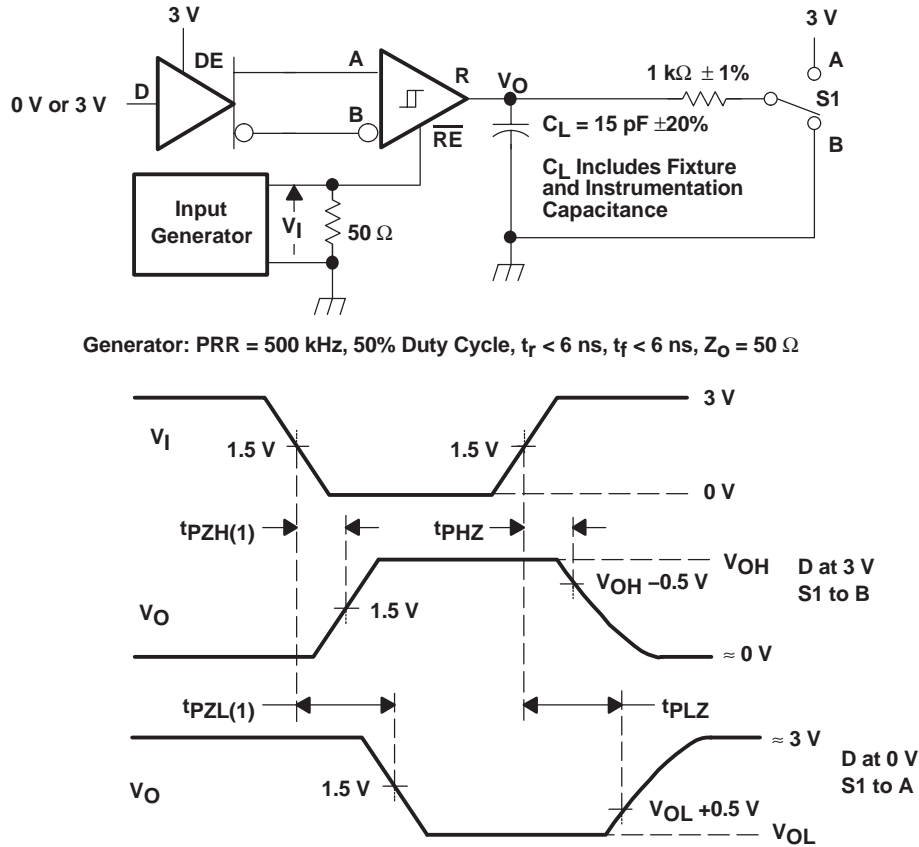 3 V
DE
D
0 V or 3 V
A
B
R
RE
VO
1 kΩ ± 1%
3 V
A
S1
B
CL = 15 pF ±20%
CL Includes Fixture
and Instrumentation
Capacitance
Input
Generator
VI
50 Ω
Generator: PRR = 500 kHz, 50% Duty Cycle, tr < 6 ns, tf < 6 ns, Zo = 50 Ω
VI
1.5 V
1.5 V
3 V
0 V
tPZH(1)
tPHZ
VO
1.5 V
VOH –0.5 V
VOH
≈ 0 V
D at 3 V
S1 to B
tPZL(1)
tPLZ
VO
1.5 V
VOL +0.5 V
≈ 3 V
VOL
D at 0 V
S1 to A